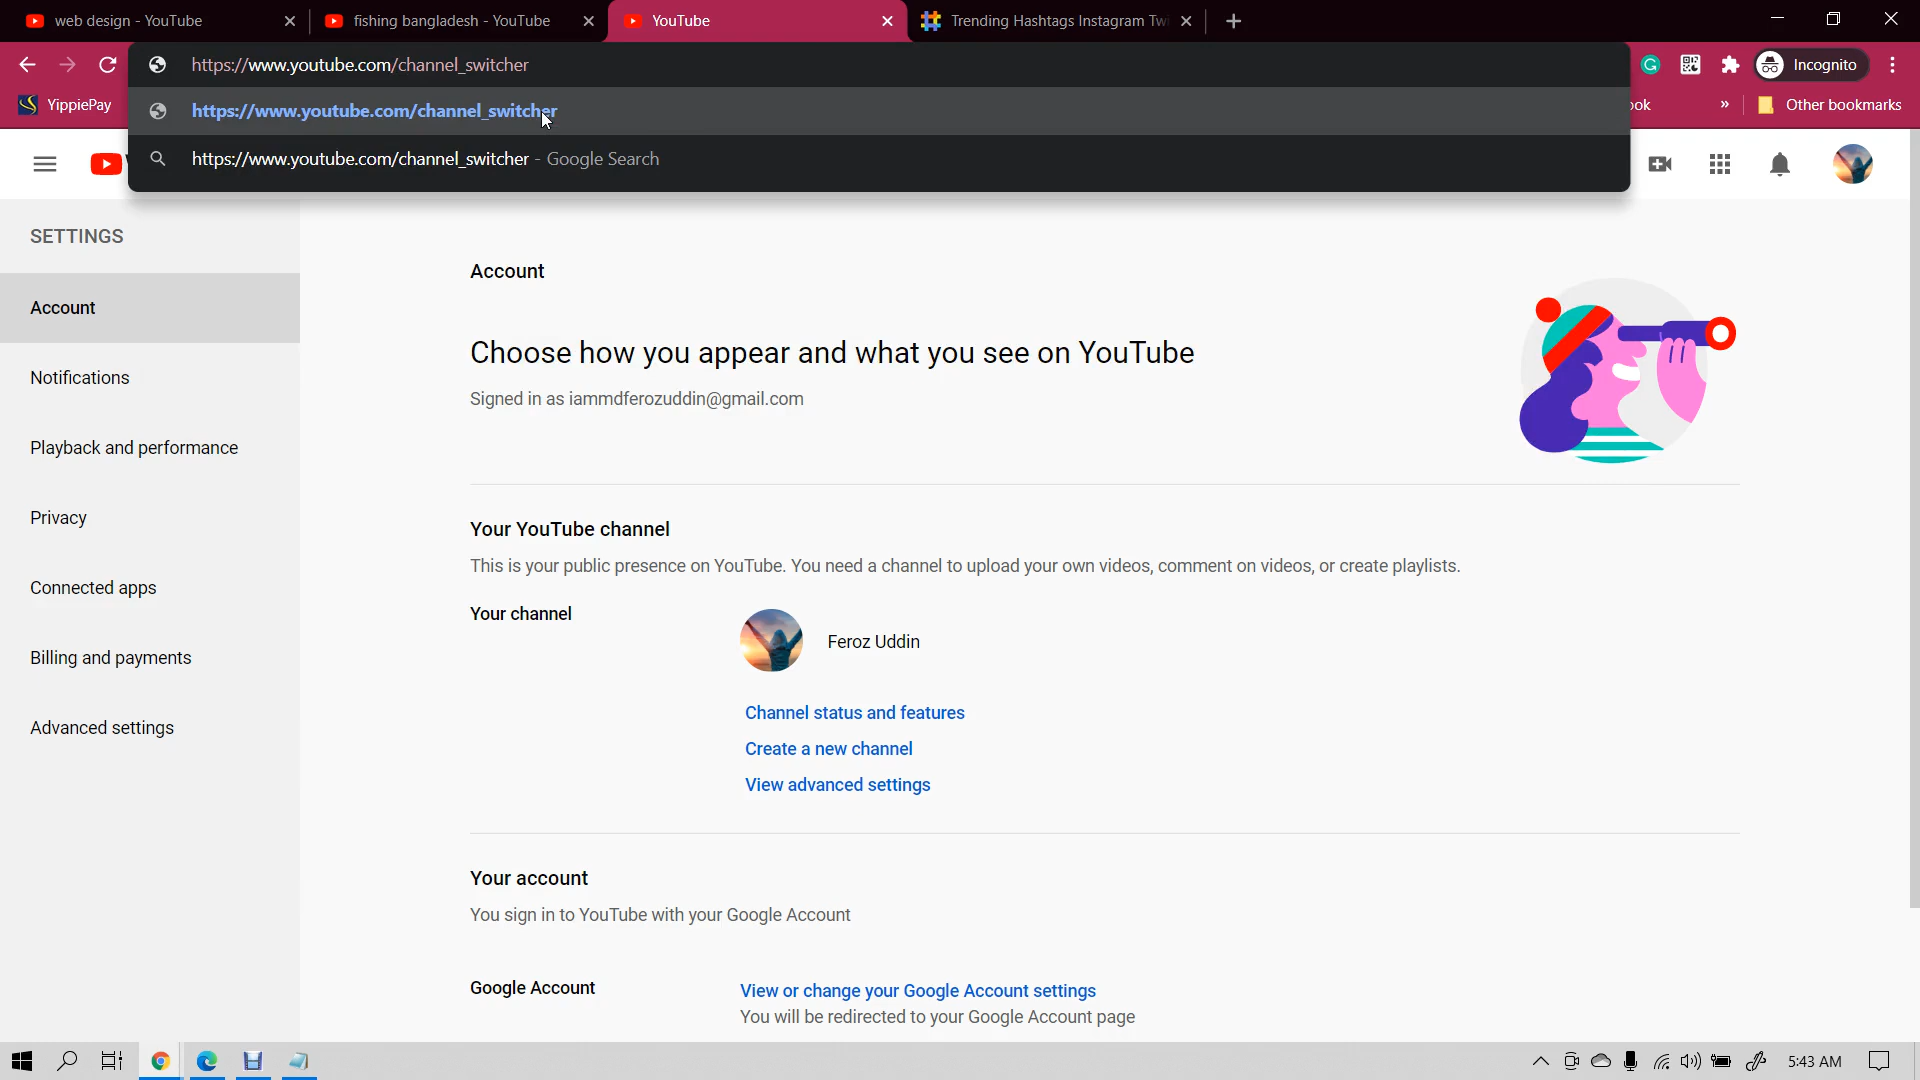 web design - YouTube
fishing bangladesh - YouTube
YouTube
Trending Hashtags Instagram Tw
https://www.youtube.com/channel_switcher
Incognito
https://www.youtube.com/channel_switcher
YippiePay
ook
»
Other bookmarks
https://www.youtube.com/channel_switcher - Google Search
SETTINGS
Account
Notifications
Playback and performance
Privacy
Connected apps
Billing and payments
Advanced settings
Account
Choose how you appear and what you see on YouTube
Signed in as iammdferozuddin@gmail.com
Your YouTube channel
This is your public presence on YouTube. You need a channel to upload your own videos, comment on videos, or create playlists.
Your channel
Feroz Uddin
Channel status and features
Create a new channel
View advanced settings
Your account
You sign in to YouTube with your Google Account
Google Account
View or change your Google Account settings
You will be redirected to your Google Account page
5:43 AM